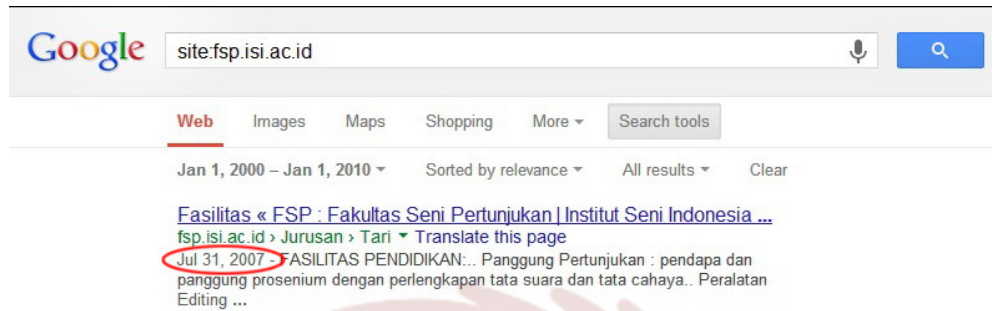 Google site:fsp.isi.ac.id
Web Images Maps Shopping More Search tools
Jan 1, 2000 – Jan 1, 2010 Sorted by relevance All results Clear
Fasilitas « FSP : Fakultas Seni Pertunjukan | Institut Seni Indonesia ...
fsp.isi.ac.id › Jurusan › Tari Translate this page
Jul 31, 2007 - FASILITAS PENDIDIKAN:.. Panggung Pertunjukan : pendapa dan
panggung prosenium dengan perlengkapan tata suara dan tata cahaya.. Peralatan
Editing ...